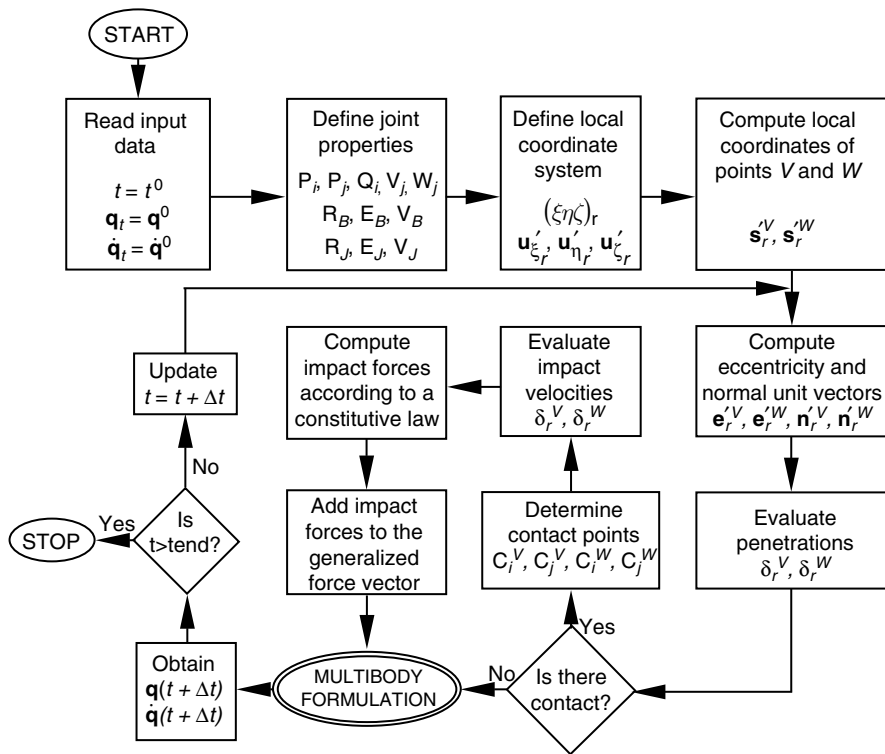 START
Read input
data
t = t⁰
q_t = q⁰
q̇_t = q̇⁰
Define joint
properties
P_i, P_j, Q_i, V_j, W_j
R_B, E_B, V_B
R_J, E_J, V_J
Define local
coordinate
system
(ξηζ)_r
u′_ξr, u′_ηr, u′_ζr
Compute local
coordinates of
points V and W
s′_r^V, s′_r^W
Compute
eccentricity and
normal unit vectors
e′_r^V, e′_r^W, n′_r^V, n′_r^W
Evaluate
penetrations
δ_r^V, δ_r^W
Is there
contact?
Yes
No
Determine
contact points
C_i^V, C_j^V, C_i^W, C_j^W
Evaluate
impact
velocities
δ_r^V, δ_r^W
Compute
impact forces
according to a
constitutive law
Add impact
forces to the
generalized
force vector
MULTIBODY
FORMULATION
Obtain
q(t + Δt)
q̇(t + Δt)
Is
t>tend?
Yes
No
STOP
Update
t = t + Δt